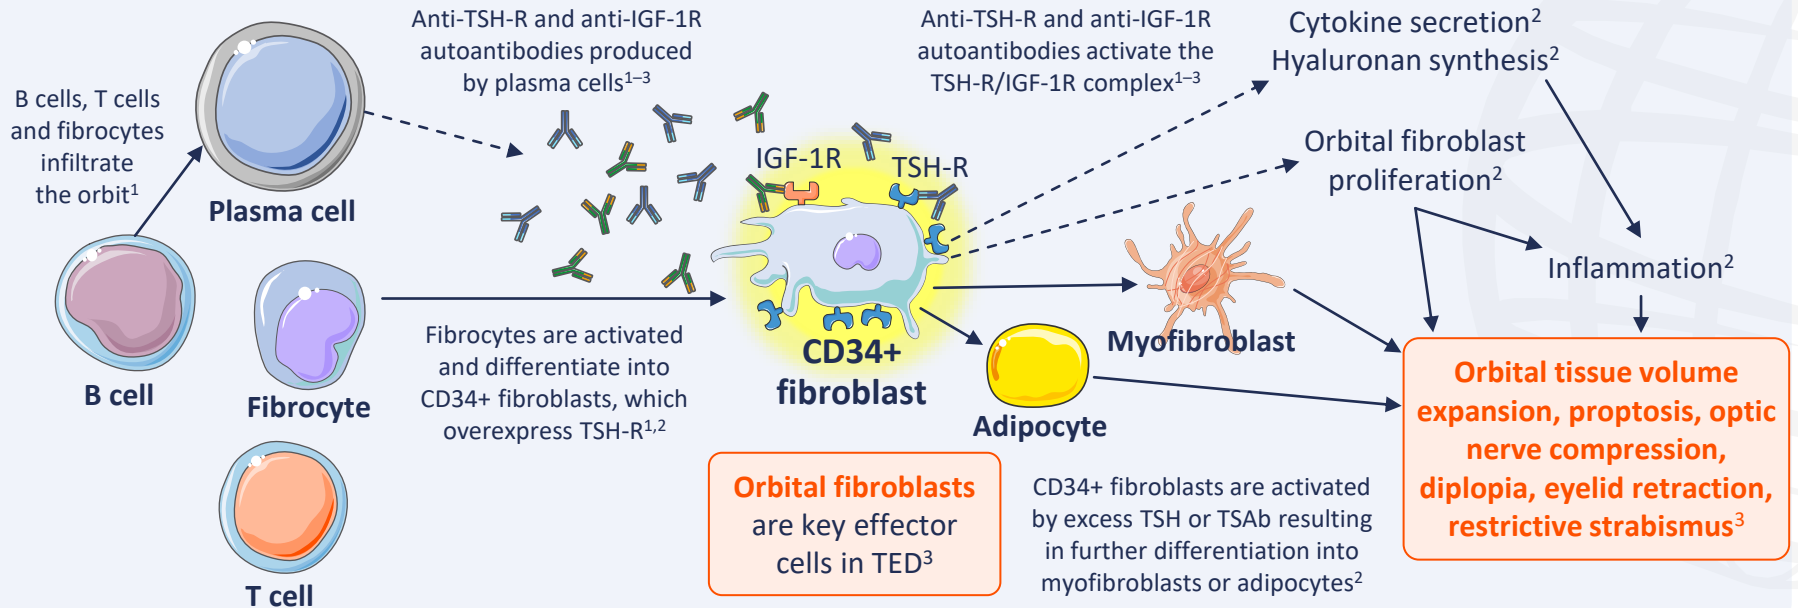 B cells, T cells
and fibrocytes
infiltrate
the orbit¹
Plasma cell
B cell
Fibrocyte
T cell
Anti-TSH-R and anti-IGF-1R
autoantibodies produced
by plasma cells¹⁻³
Fibrocytes are activated
and differentiate into
CD34+ fibroblasts, which
overexpress TSH-R¹,²
Anti-TSH-R and anti-IGF-1R
autoantibodies activate the
TSH-R/IGF-1R complex¹⁻³
IGF-1R
TSH-R
CD34+
fibroblast
Orbital fibroblasts
are key effector
cells in TED³
Adipocyte
Myofibroblast
CD34+ fibroblasts are activated
by excess TSH or TSAb resulting
in further differentiation into
myofibroblasts or adipocytes²
Cytokine secretion²
Hyaluronan synthesis²
Orbital fibroblast
proliferation²
Inflammation²
Orbital tissue volume
expansion, proptosis, optic
nerve compression,
diplopia, eyelid retraction,
restrictive strabismus³